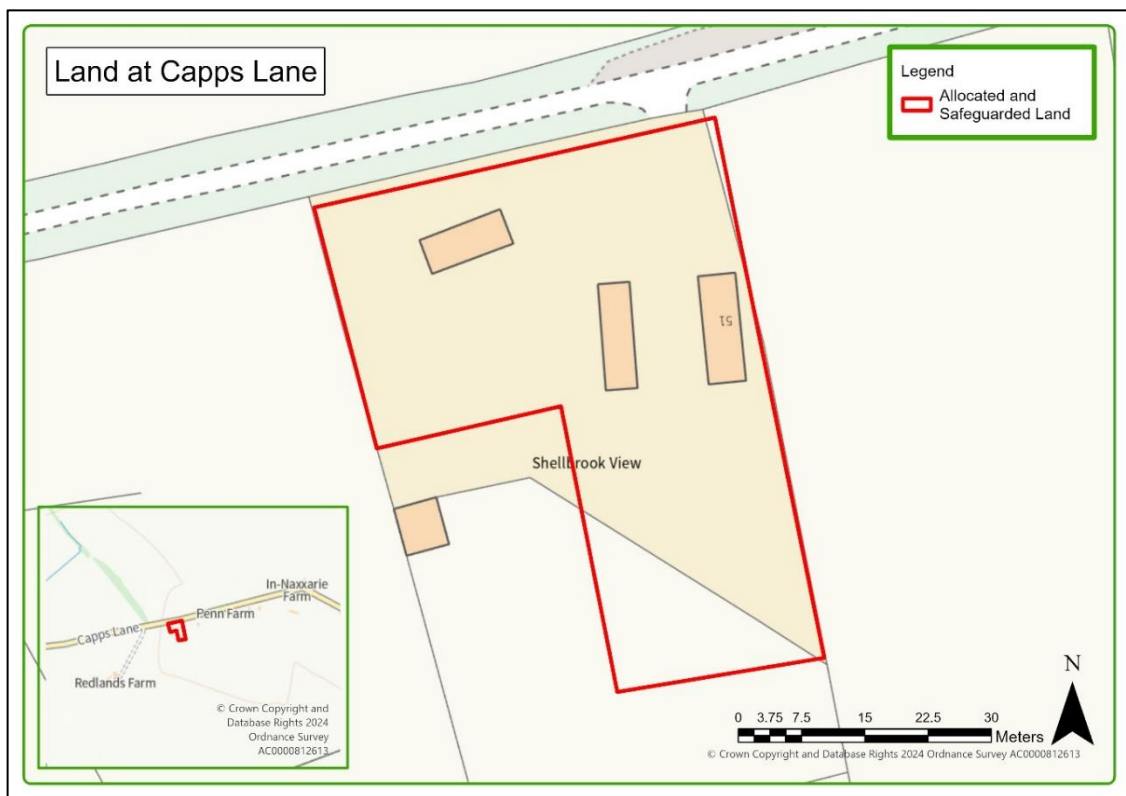 Land at Capps Lane
Legend
Allocated and
Safeguarded Land
51
Shellbrook View
In-Naxxarie
Farm
Penn Farm
Capps Lane
Redlands Farm
© Crown Copyright and
Database Rights 2024
Ordnance Survey
AC0000812613
N
0 3.75 7.5 15 22.5 30
Meters
© Crown Copyright and Database Rights 2024 Ordnance Survey AC0000812613